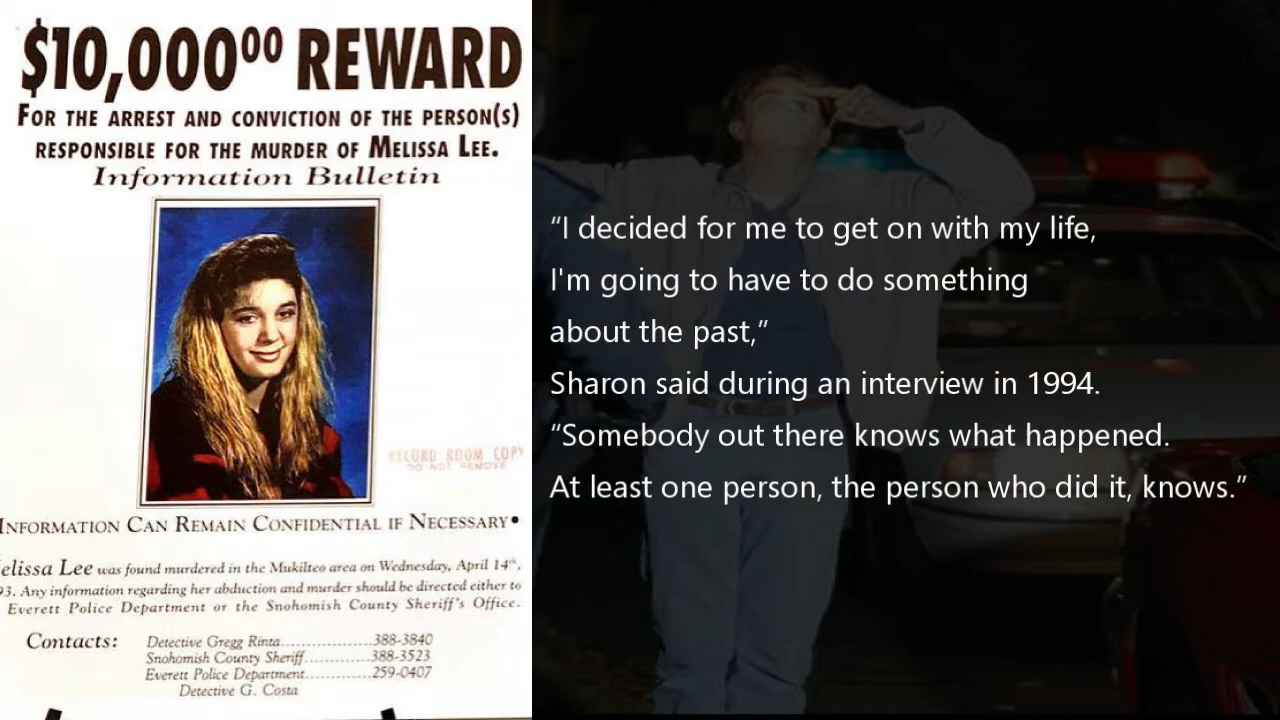 $10,000⁰⁰ REWARD
FOR THE ARREST AND CONVICTION OF THE PERSON(S)
RESPONSIBLE FOR THE MURDER OF MELISSA LEE.
Information Bulletin
RECORD ROOM COPY
DO NOT REMOVE
INFORMATION CAN REMAIN CONFIDENTIAL IF NECESSARY•
elissa Lee was found murdered in the Mukilteo area on Wednesday, April 14th,
93. Any information regarding her abduction and murder should be directed either to
Everett Police Department or the Snohomish County Sheriff's Office.
Contacts: Detective Gregg Rinta 388-3840
Snohomish County Sheriff 388-3523
Everett Police Department 259-0407
Detective G. Costa
“I decided for me to get on with my life,
I'm going to have to do something
about the past,”
Sharon said during an interview in 1994.
“Somebody out there knows what happened.
At least one person, the person who did it, knows.”